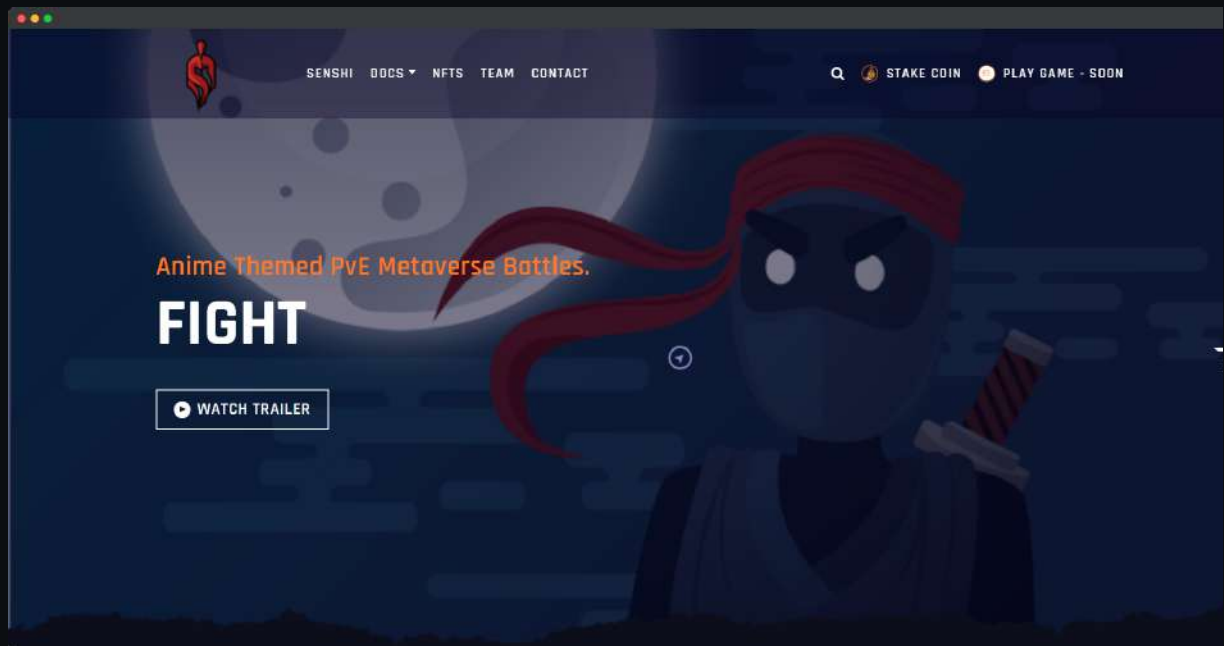 SENSHI DOCS NFTS TEAM CONTACT STAKE COIN PLAY GAME - SOON
Anime Themed PvE Metaverse Battles.
FIGHT
WATCH TRAILER